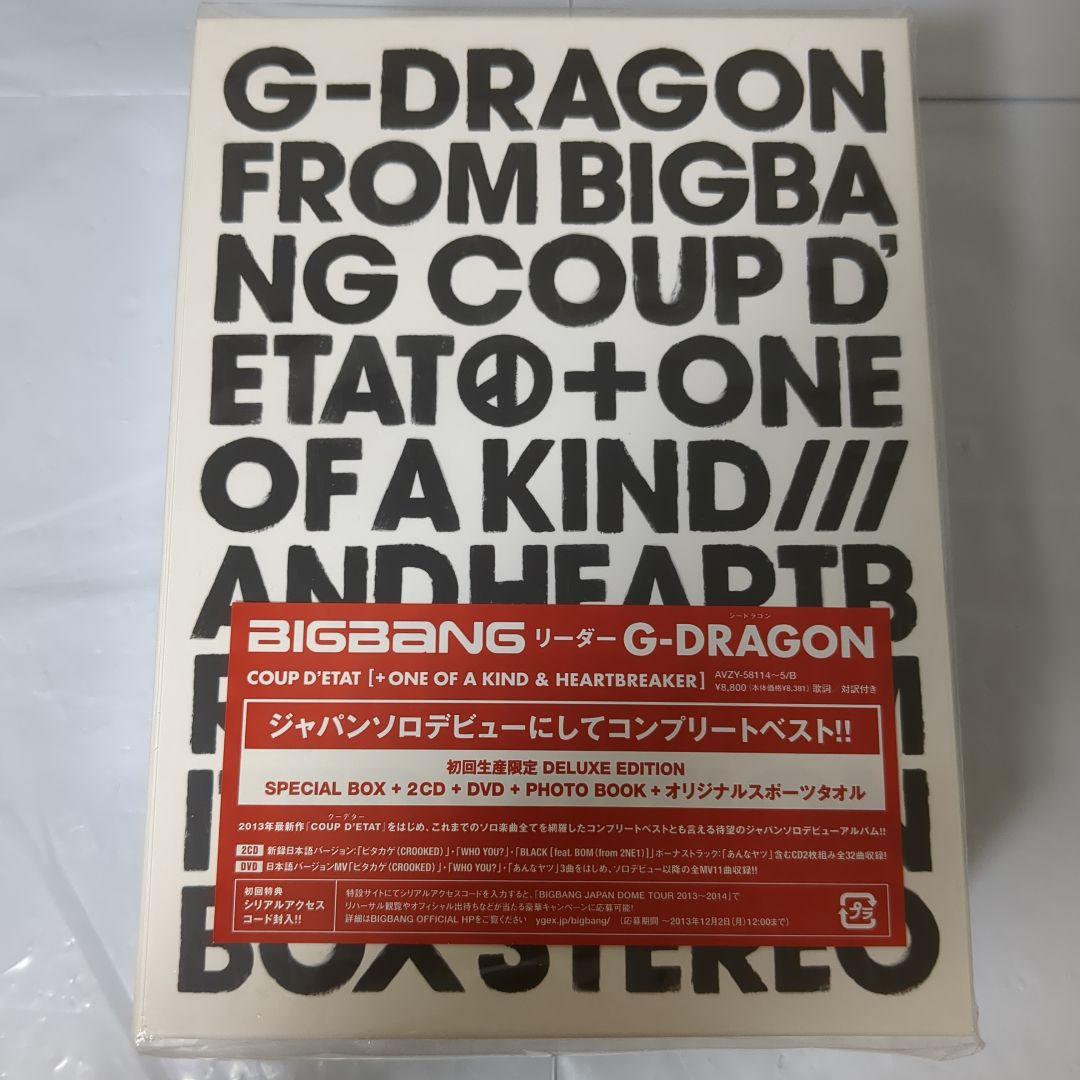 G-DRAGON
FROM BIGBA
NG COUP D'
ETAT + ONE
OF A KIND///
AND HEARTB
BOX STEREO
シードラゴン
BIGBANG リーダー G-DRAGON
COUP D'ETAT [+ ONE OF A KIND & HEARTBREAKER]
AVZY-58114~5/B
¥8,800 (本体価格¥8,381) 歌詞 対訳付き
ジャパンソロデビューにしてコンプリートベスト!!
初回生産限定 DELUXE EDITION
SPECIAL BOX + 2CD + DVD + PHOTO BOOK + オリジナルスポーツタオル
クーデター
2013年最新作「COUP D'ETAT」をはじめ、これまでのソロ楽曲全てを網羅したコンプリートベストとも言える待望のジャパンソロデビューアルバム!!
2CD 新録日本語バージョン:「ピタカゲ(CROOKED)」・「WHO YOU?」・「BLACK [feat. BOM (from 2NE1)]」ボーナストラック:「あんなヤツ」含むCD2枚組み全32曲収録!
DVD 日本語バージョンMV「ピタカゲ(CROOKED)」・「WHO YOU?」・「あんなヤツ」3曲をはじめ、ソロデビュー以降の全MV11曲収録!!
初回特典
シリアルアクセス
コード封入!!
特設サイトにてシリアルアクセスコードを入力すると、「BIGBANG JAPAN DOME TOUR 2013~2014」で
リハーサル観覧やオフィシャル出待ちなどが当たる豪華キャンペーンに応募可能!
詳細はBIGBANG OFFICIAL HPをご覧ください ygex.jp/bigbang/ (応募期間 ~2013年12月2日(月)12:00まで)
プラ